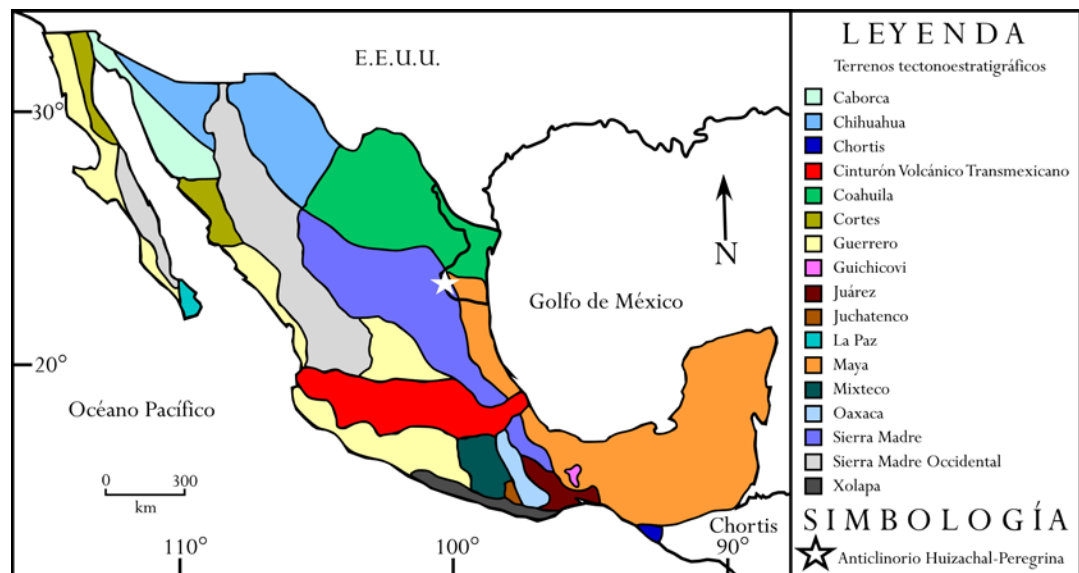 E.E.U.U.
30°
N
Golfo de México
20°
Océano Pacífico
0 300
km
Chortis
110° 100° 90°
LEYENDA
Terrenos tectonoestratigráficos
Caborca
Chihuahua
Chortis
Cinturón Volcánico Transmexicano
Coahuila
Cortes
Guerrero
Guichicovi
Juárez
Juchatenco
La Paz
Maya
Mixteco
Oaxaca
Sierra Madre
Sierra Madre Occidental
Xolapa
SIMBOLOGÍA
Anticlinorio Huizachal-Peregrina